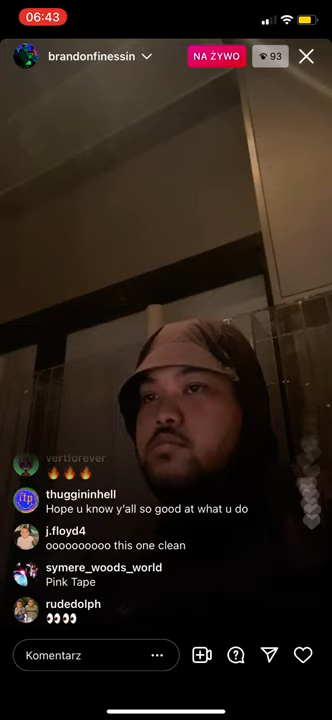 06:43
brandonfinessin
NA ŻYWO
93
vertforever
🔥🔥🔥
thuggininhell
Hope u know y'all so good at what u do
j.floyd4
oooooooooo this one clean
symere_woods_world
Pink Tape
rudedolph
👀👀
Komentarz